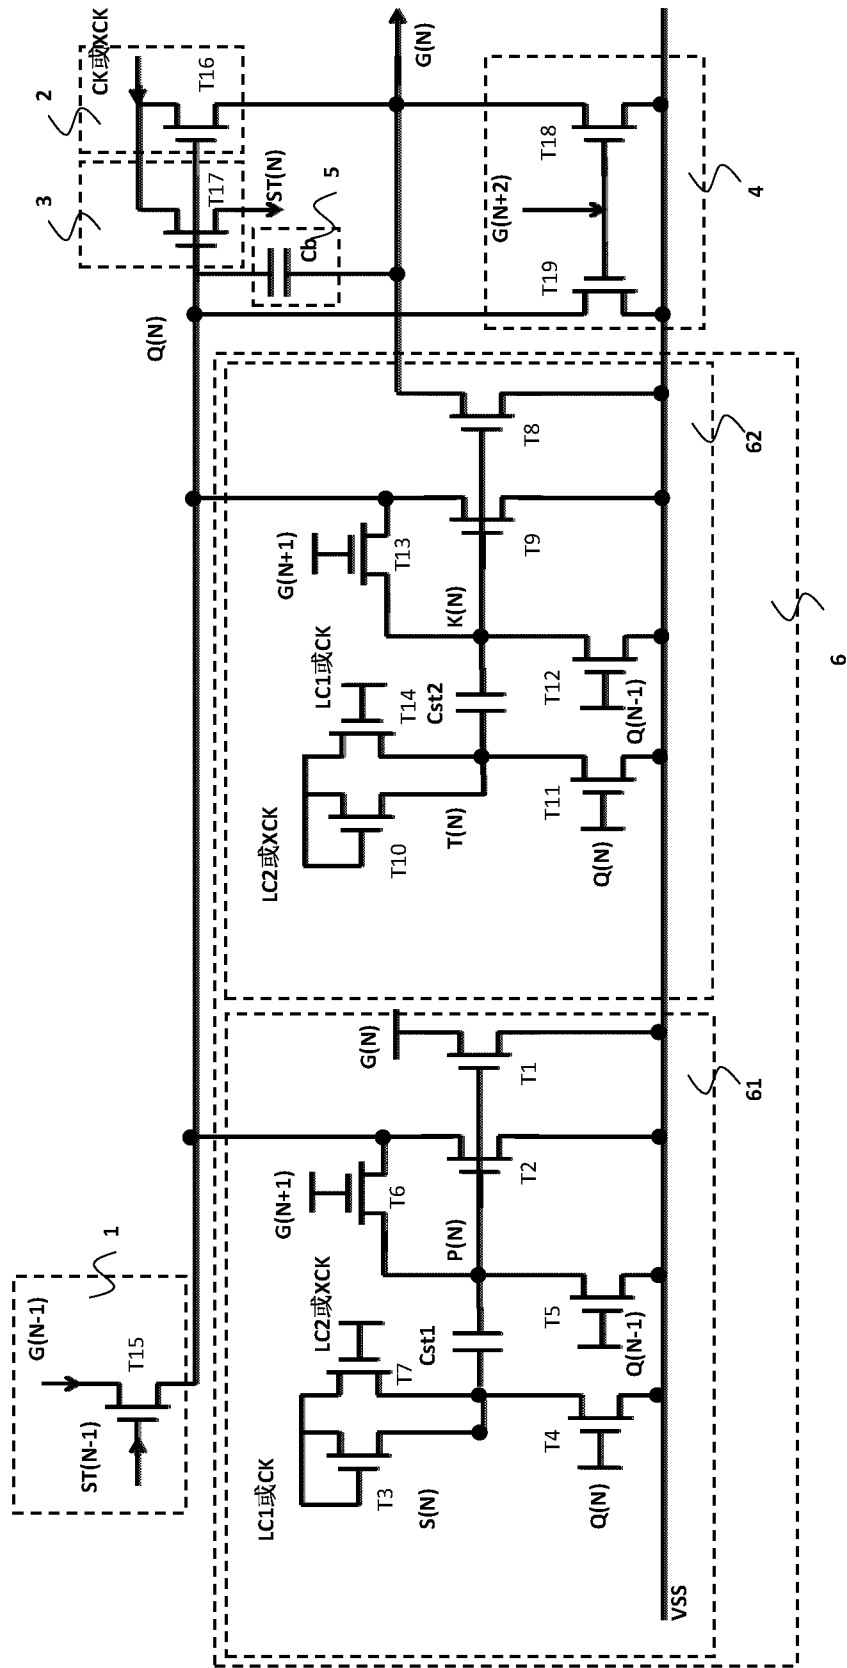 G(N-1)
ST(N-1)
T15
1
LC1或CK
T3
S(N)
LC2或XCK
T7
Cst1
Q(N)
T4
G(N+1)
T6
P(N)
T5
Q(N-1)
T2
G(N)
T1
61
LC2或XCK
T10
T(N)
LC1或CK
T14
Cst2
Q(N)
T11
G(N+1)
T13
K(N)
T12
Q(N-1)
T9
T8
62
6
Q(N)
3
T17
ST(N)
2
CK或XCK
T16
Cb
5
G(N)
G(N+2)
T19
T18
4
VSS